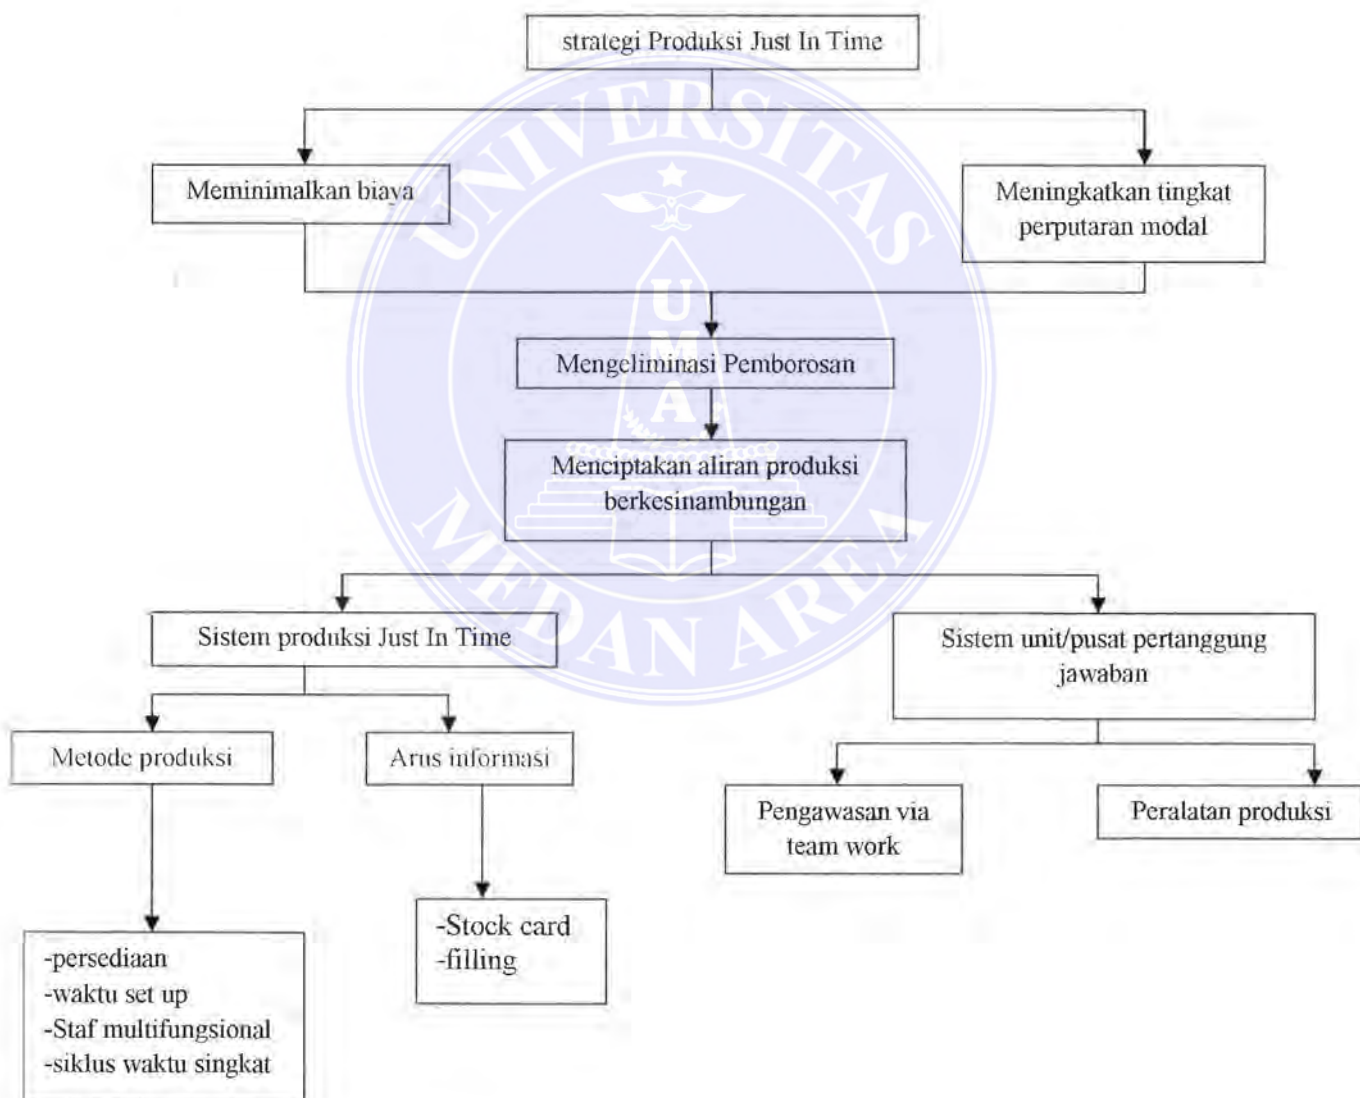 strategi Produksi Just In Time
Meminimalkan biaya
Meningkatkan tingkat
perputaran modal
Mengeliminasi Pemborosan
Menciptakan aliran produksi
berkesinambungan
Sistem produksi Just In Time
Sistem unit/pusat pertanggung
jawaban
Metode produksi
Arus informasi
Pengawasan via
team work
Peralatan produksi
-Stock card
-filling
-persediaan
-waktu set up
-Staf multifungsional
-siklus waktu singkat
UNIVERSITAS
MEDAN AREA
U
M
A